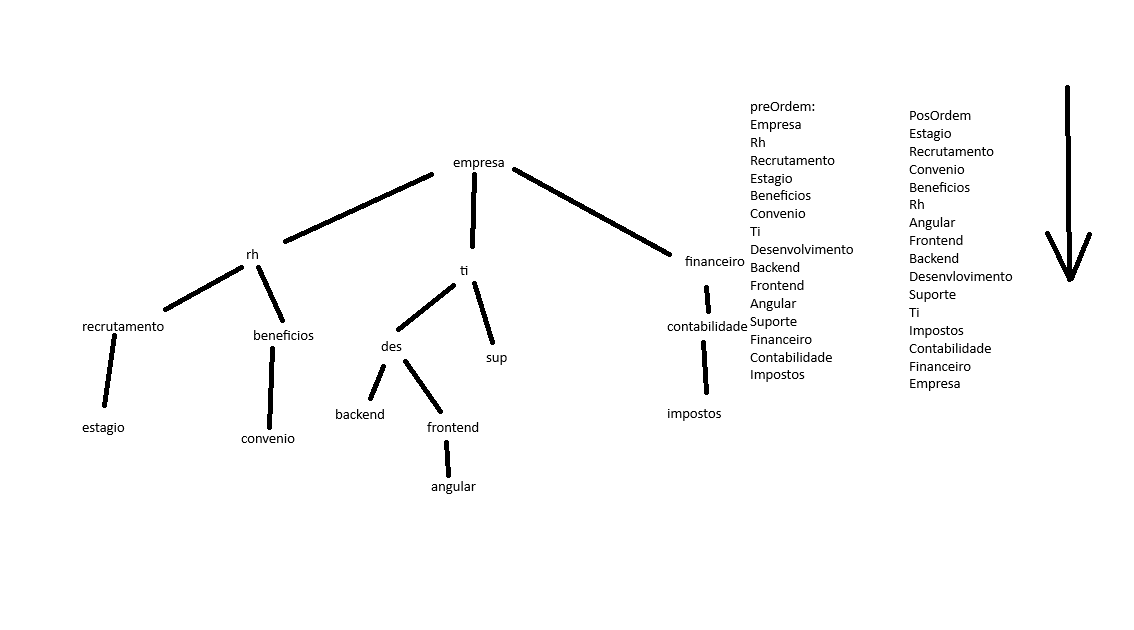 empresa
rh
ti
financeiro
recrutamento
beneficios
des
sup
contabilidade
estagio
convenio
backend
frontend
angular
impostos
preOrdem:
Empresa
Rh
Recrutamento
Estagio
Beneficios
Convenio
Ti
Desenvolvimento
Backend
Frontend
Angular
Suporte
Financeiro
Contabilidade
Impostos
PosOrdem
Estagio
Recrutamento
Convenio
Beneficios
Rh
Angular
Frontend
Backend
Desenvlovimento
Suporte
Ti
Impostos
Contabilidade
Financeiro
Empresa